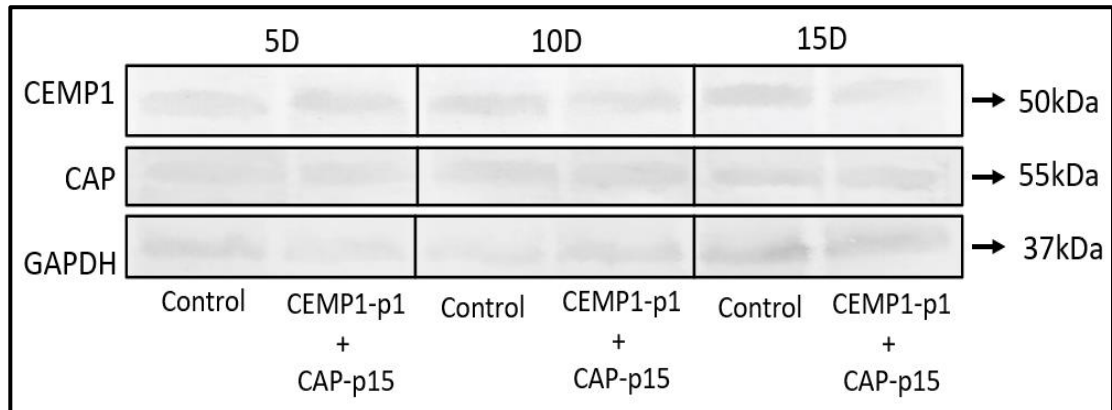 5D 10D 15D
CEMP1 → 50kDa
CAP → 55kDa
GAPDH → 37kDa
Control CEMP1-p1 Control CEMP1-p1 Control CEMP1-p1
+ + +
CAP-p15 CAP-p15 CAP-p15